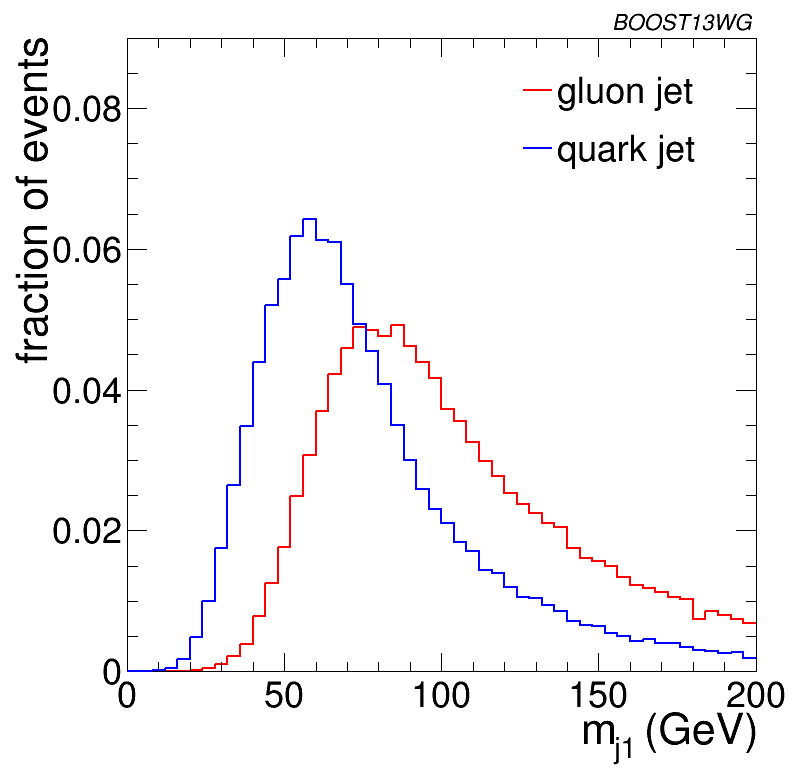 BOOST13WG
gluon jet
quark jet
fraction of events
0.08
0.06
0.04
0.02
0
0 50 100 150 200
m_j1 (GeV)